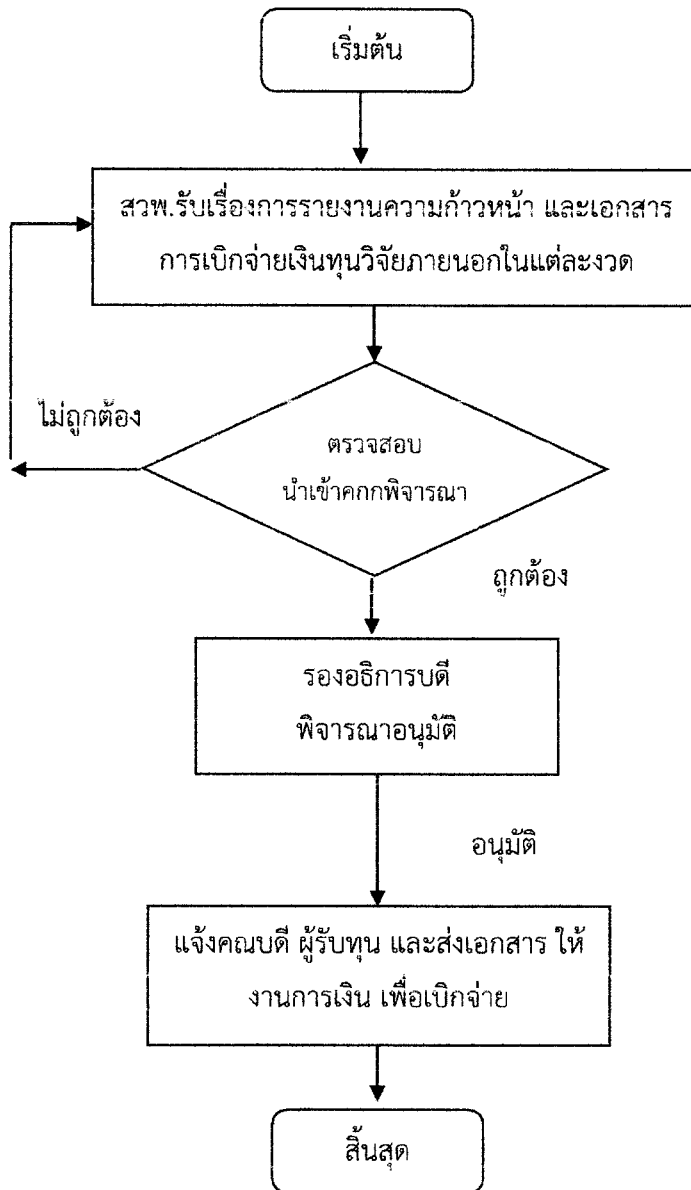 เริ่มต้น
สวพ.รับเรื่องการรายงานความก้าวหน้า และเอกสาร
การเบิกจ่ายเงินทุนวิจัยภายนอกในแต่ละงวด
ไม่ถูกต้อง
ตรวจสอบ
นำเข้าคกกพิจารณา
ถูกต้อง
รองอธิการบดี
พิจารณาอนุมัติ
อนุมัติ
แจ้งคณบดี ผู้รับทุน และส่งเอกสาร ให้
งานการเงิน เพื่อเบิกจ่าย
สิ้นสุด